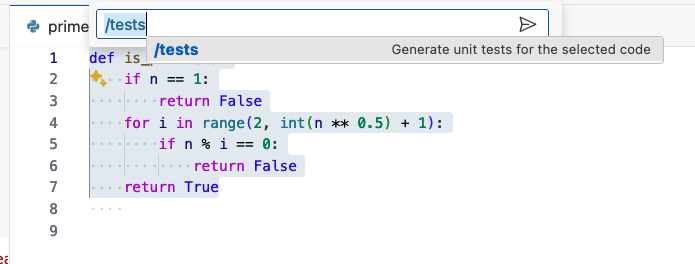 prime
/tests
/tests Generate unit tests for the selected code
1 def is_
2 if n == 1:
3 return False
4 for i in range(2, int(n ** 0.5) + 1):
5 if n % i == 0:
6 return False
7 return True
8
9